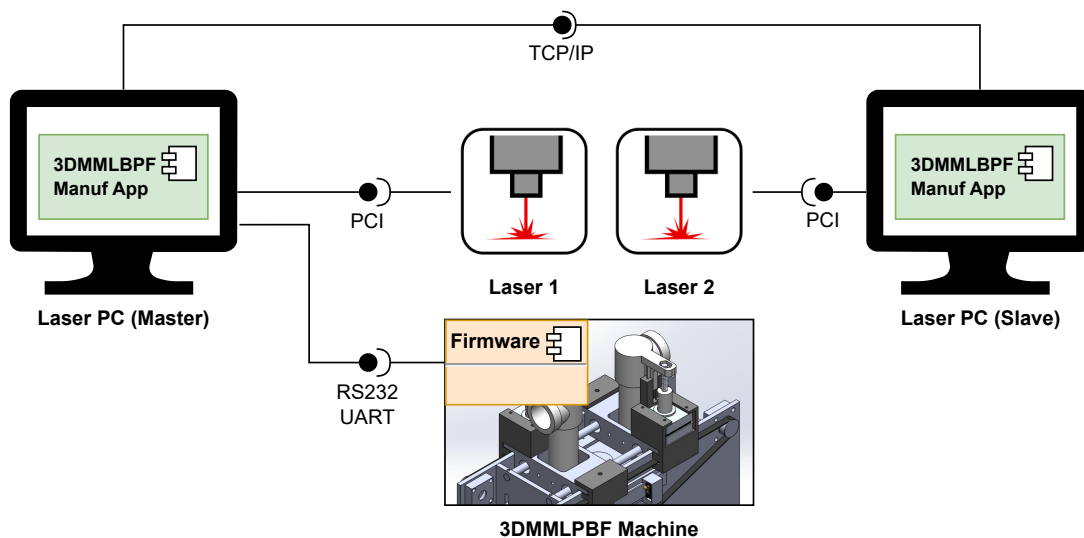 TCP/IP
3DMMLBPF
Manuf App
3DMMLBPF
Manuf App
PCI
PCI
Laser 1
Laser 2
Laser PC (Master)
Laser PC (Slave)
Firmware
RS232
UART
3DMMLPBF Machine